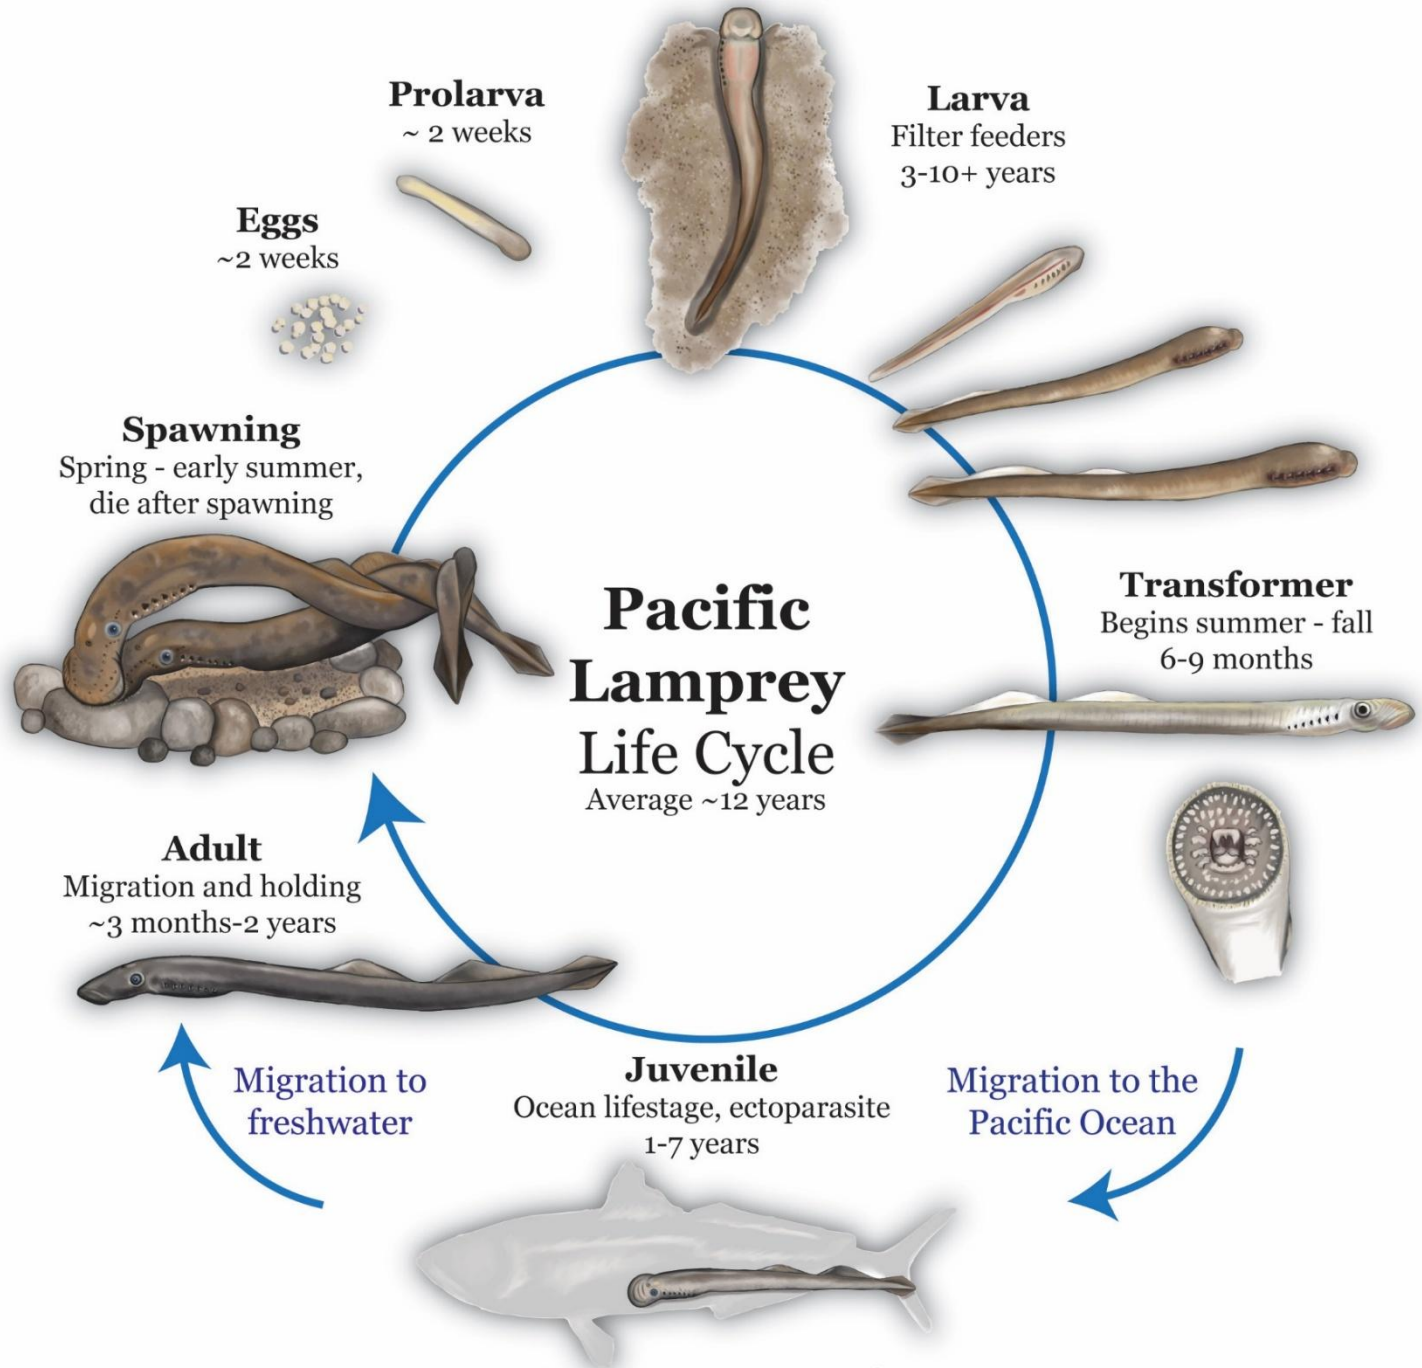 Prolarva
~ 2 weeks
Larva
Filter feeders
3-10+ years
Eggs
~2 weeks
Spawning
Spring - early summer,
die after spawning
Transformer
Begins summer - fall
6-9 months
Pacific
Lamprey
Life Cycle
Average ~12 years
Adult
Migration and holding
~3 months-2 years
Migration to
freshwater
Juvenile
Ocean lifestage, ectoparasite
1-7 years
Migration to the
Pacific Ocean